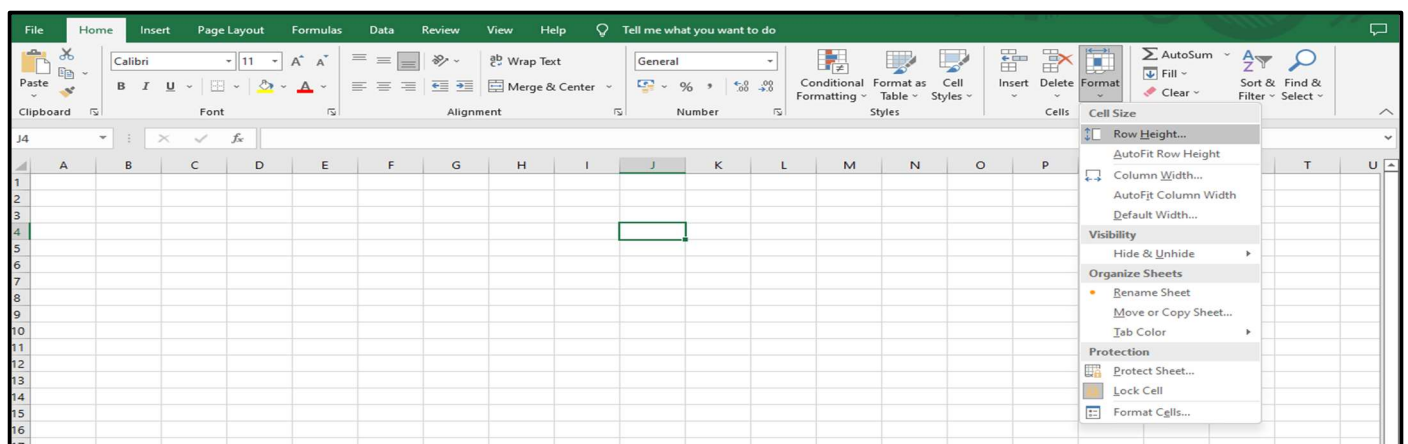 File Home Insert Page Layout Formulas Data Review View Help Tell me what you want to do
Paste
Clipboard
Calibri 11 A A
B I U A
Font
ab Wrap Text
Merge & Center
Alignment
General
% , .00 .00
Number
Conditional Formatting
Format as Table
Cell Styles
Styles
Insert Delete Format
Cells
Σ AutoSum
Fill
Clear
Sort & Filter
Find & Select
J4 fx
A B C D E F G H I J K L M N O P T U
1
2
3
4
5
6
7
8
9
10
11
12
13
14
15
16
Cell Size
Row Height...
AutoFit Row Height
Column Width...
AutoFit Column Width
Default Width...
Visibility
Hide & Unhide
Organize Sheets
Rename Sheet
Move or Copy Sheet...
Tab Color
Protection
Protect Sheet...
Lock Cell
Format Cells...